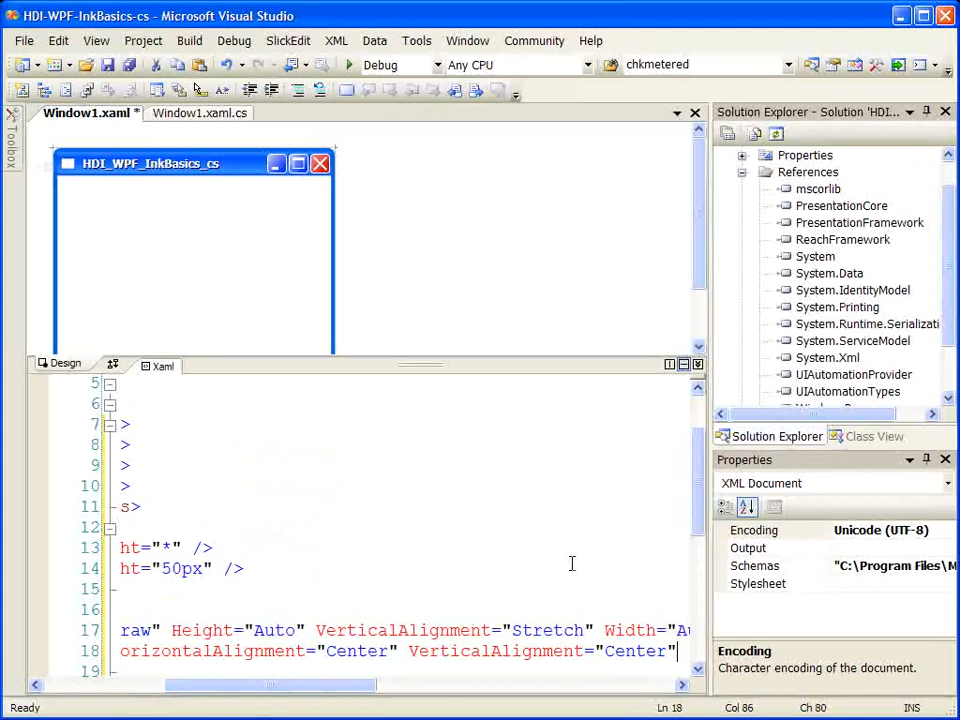 HDI-WPF-InkBasics-cs - Microsoft Visual Studio
File Edit View Project Build Debug SlickEdit XML Data Tools Window Community Help
Debug Any CPU chkmetered
Window1.xaml * Window1.xaml.cs
Toolbox
HDI_WPF_InkBasics_cs
Design Xaml
5
6
7 >
8 >
9 >
10 >
11 s>
12
13 ht="*" />
14 ht="50px" />
15
16
17 raw" Height="Auto" VerticalAlignment="Stretch" Width="Au
18 orizontalAlignment="Center" VerticalAlignment="Center"
19
Solution Explorer - Solution 'HDI...
Properties
References
mscorlib
PresentationCore
PresentationFramework
ReachFramework
System
System.Data
System.IdentityModel
System.Printing
System.Runtime.Serializati
System.ServiceModel
System.Xml
UIAutomationProvider
UIAutomationTypes
Solution Explorer Class View
Properties
XML Document
Encoding Unicode (UTF-8)
Output
Schemas "C:\Program Files\M
Stylesheet
Encoding
Character encoding of the document.
Ready Ln 18 Col 86 Ch 80 INS